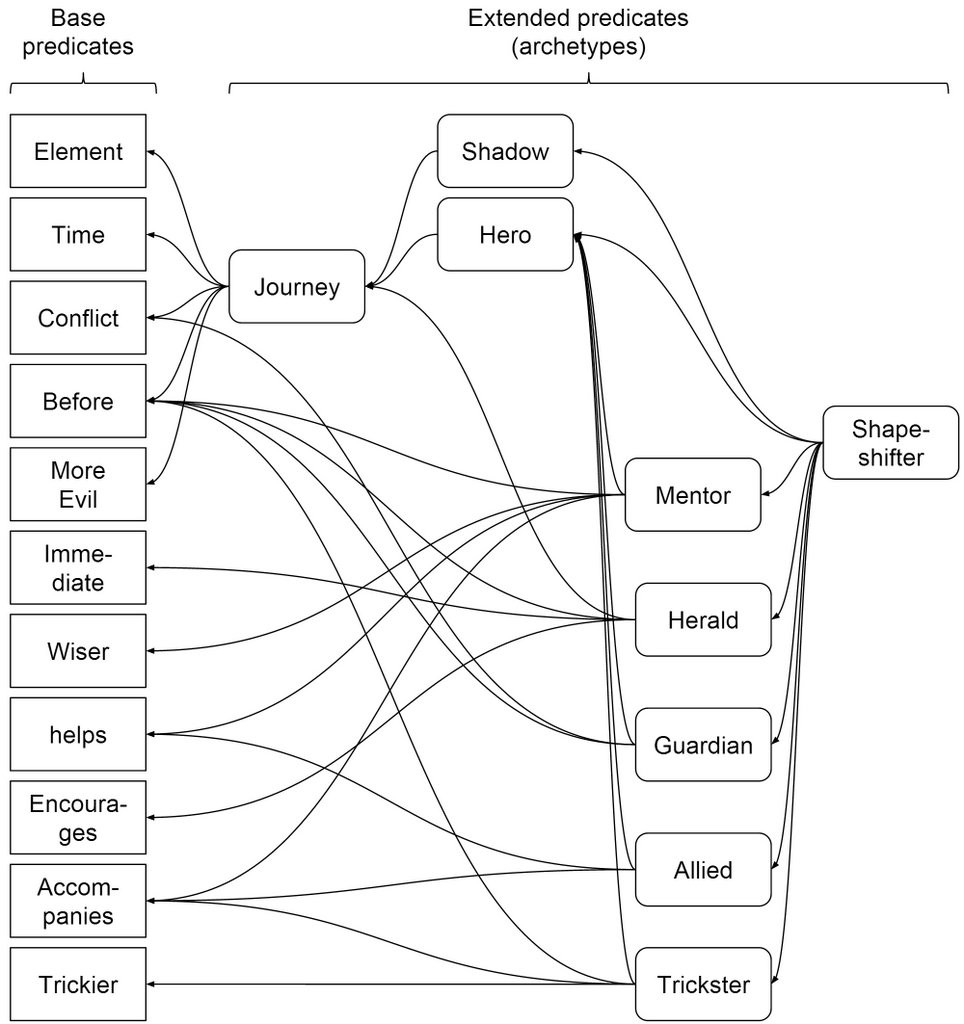 Base
predicates
Extended predicates
(archetypes)
Element
Time
Conflict
Before
More
Evil
Imme-
diate
Wiser
helps
Encoura-
ges
Accom-
panies
Trickier
Journey
Shadow
Hero
Mentor
Herald
Guardian
Allied
Trickster
Shape-
shifter